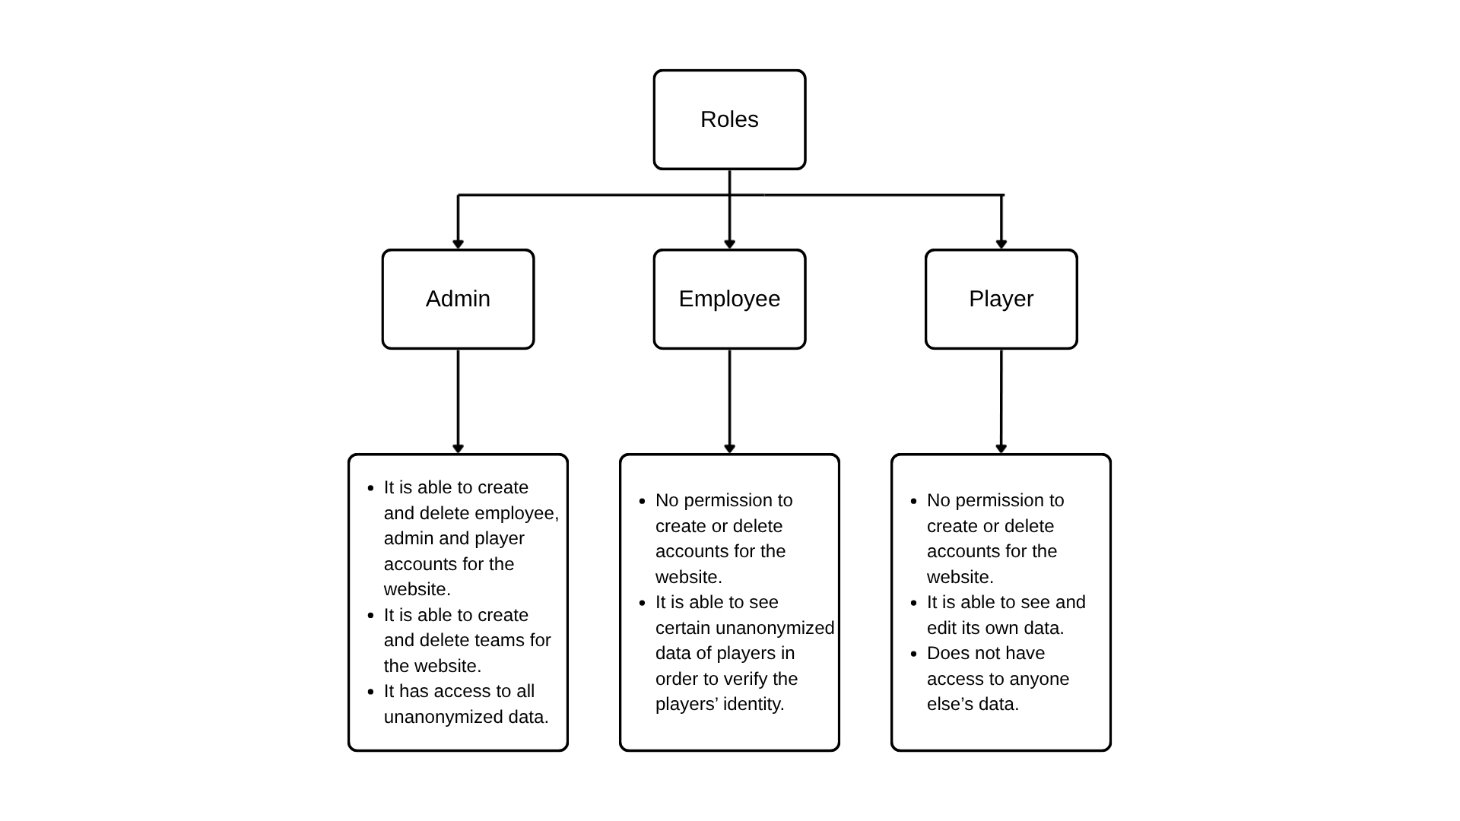 Roles
Admin
Employee
Player
• It is able to create
and delete employee,
admin and player
accounts for the
website.
• It is able to create
and delete teams for
the website.
• It has access to all
unanonymized data.
• No permission to
create or delete
accounts for the
website.
• It is able to see
certain unanonymized
data of players in
order to verify the
players’ identity.
• No permission to
create or delete
accounts for the
website.
• It is able to see and
edit its own data.
• Does not have
access to anyone
else’s data.